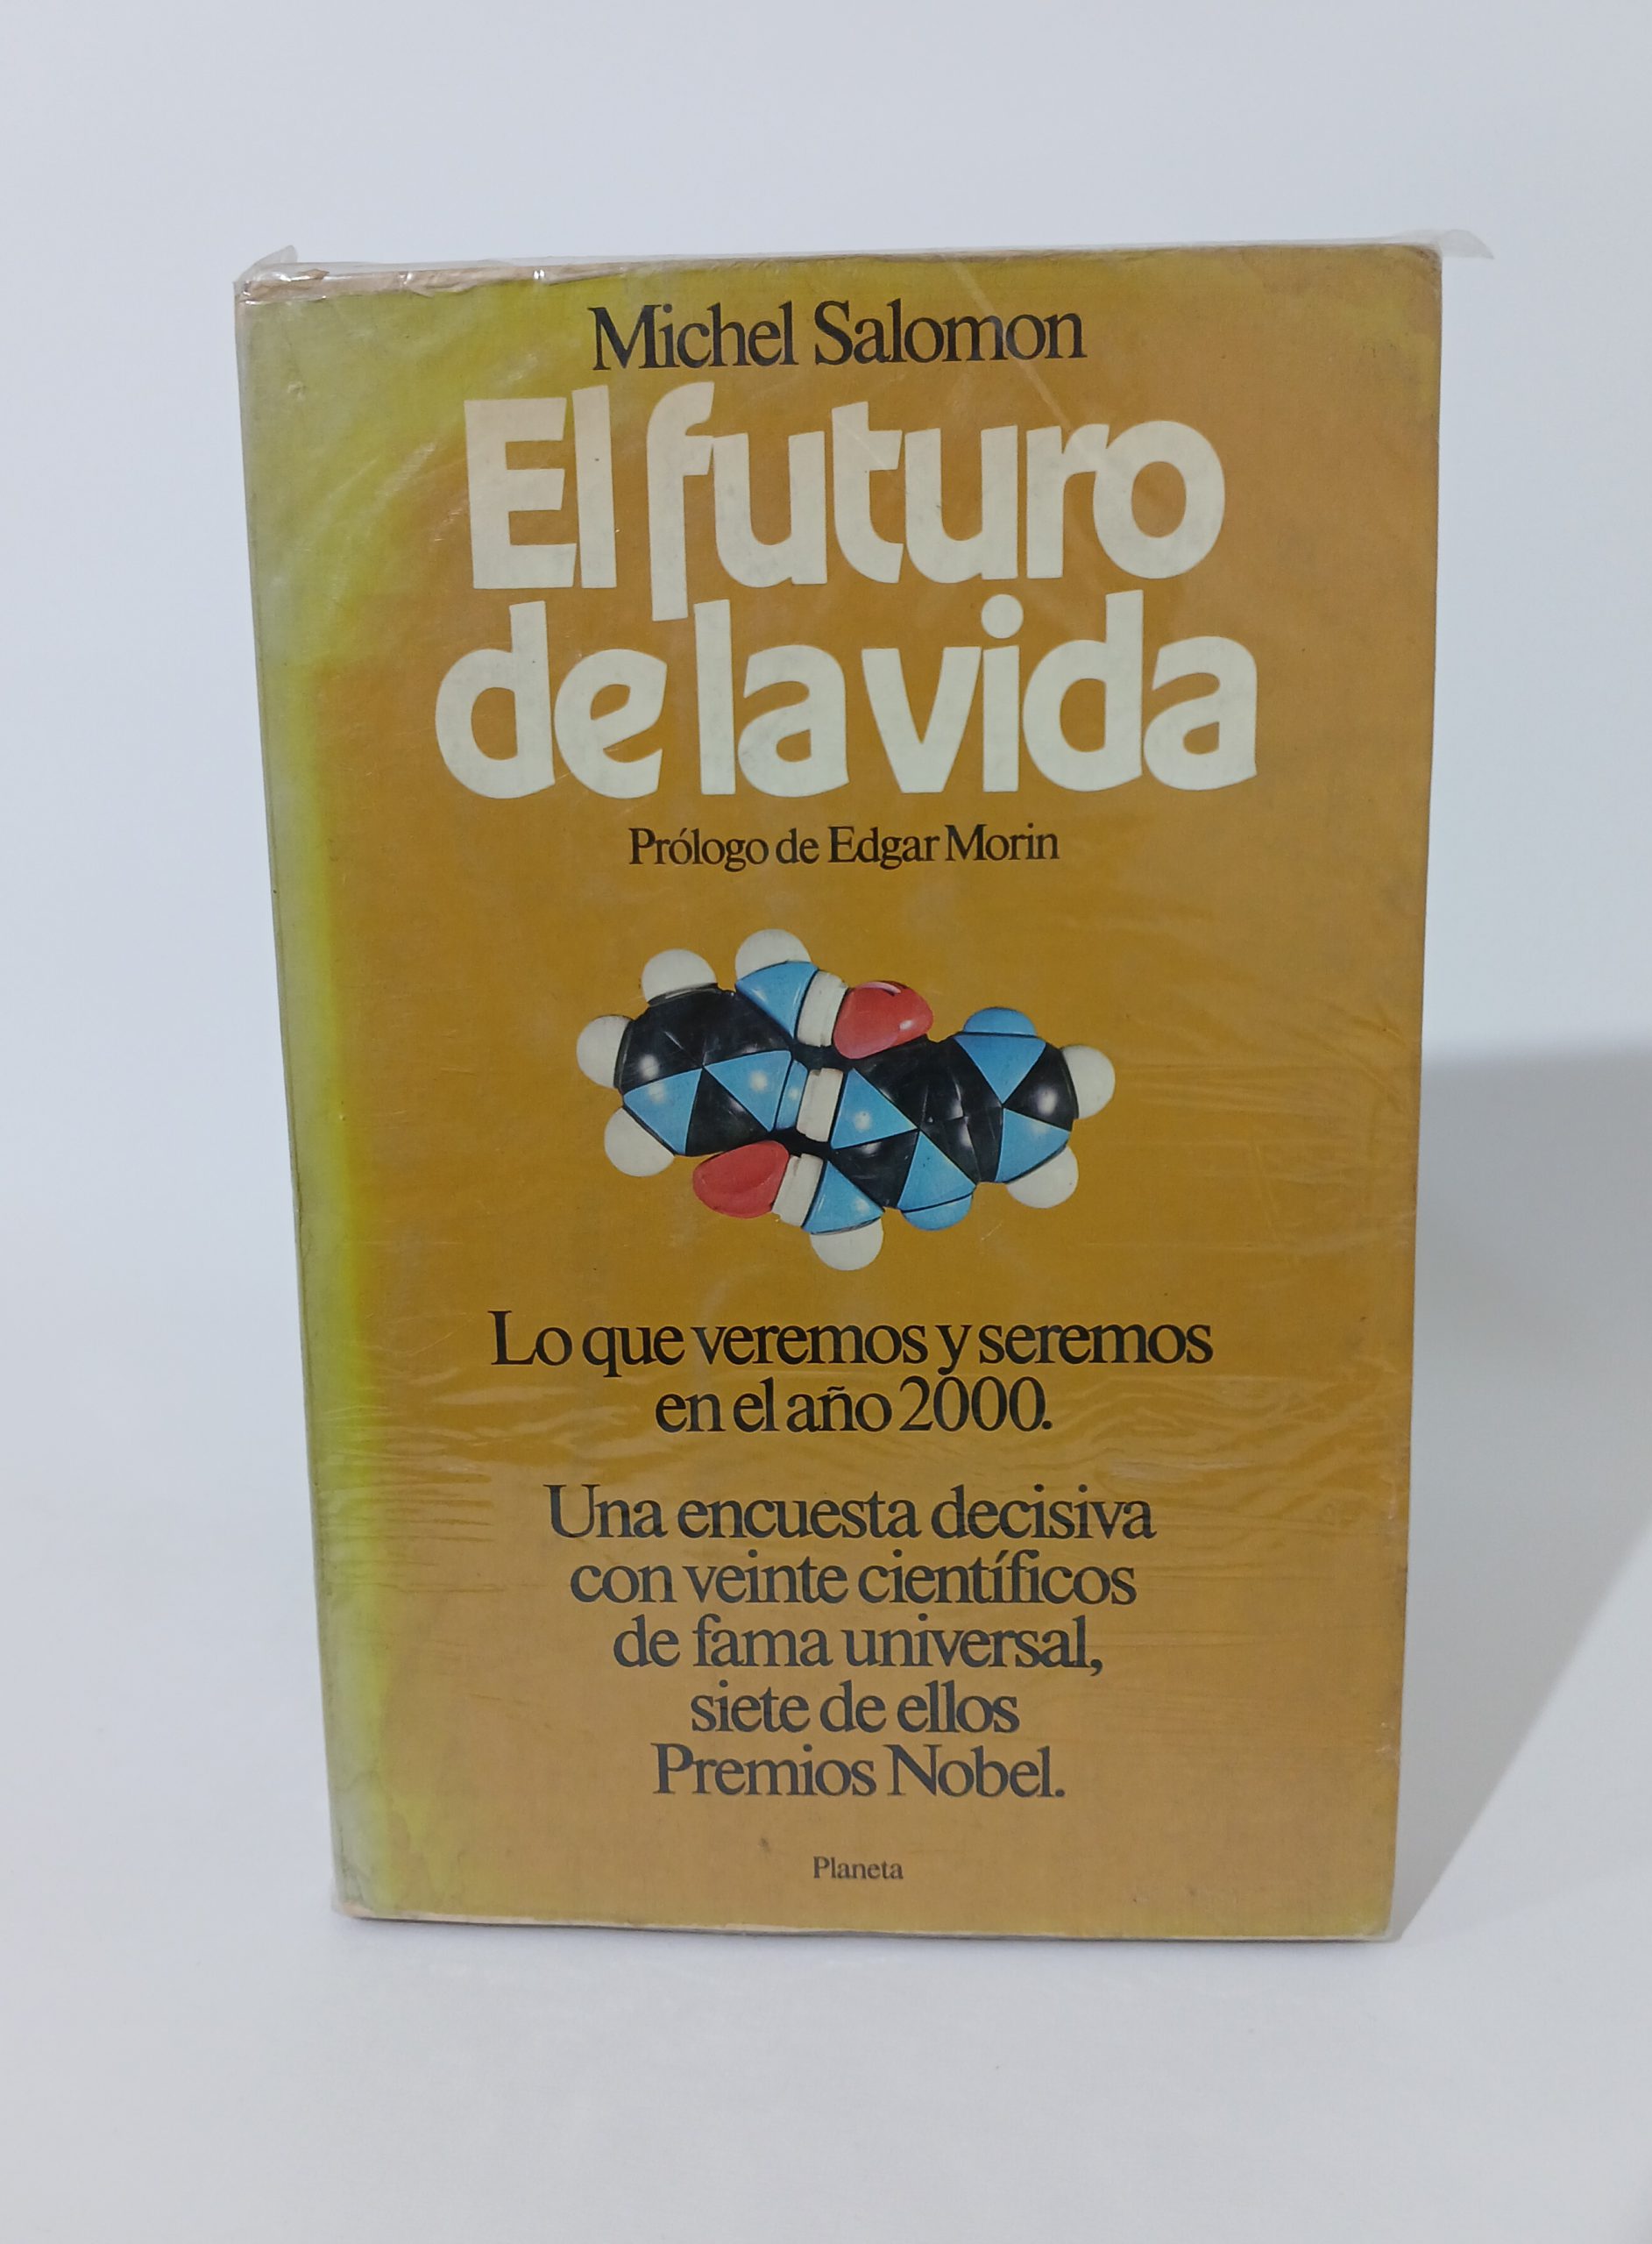 Michel Salomon
El futuro
de la vida
Prólogo de Edgar Morin
Lo que veremos y seremos
en el año 2000.
Una encuesta decisiva
con veinte científicos
de fama universal,
siete de ellos
Premios Nobel.
Planeta